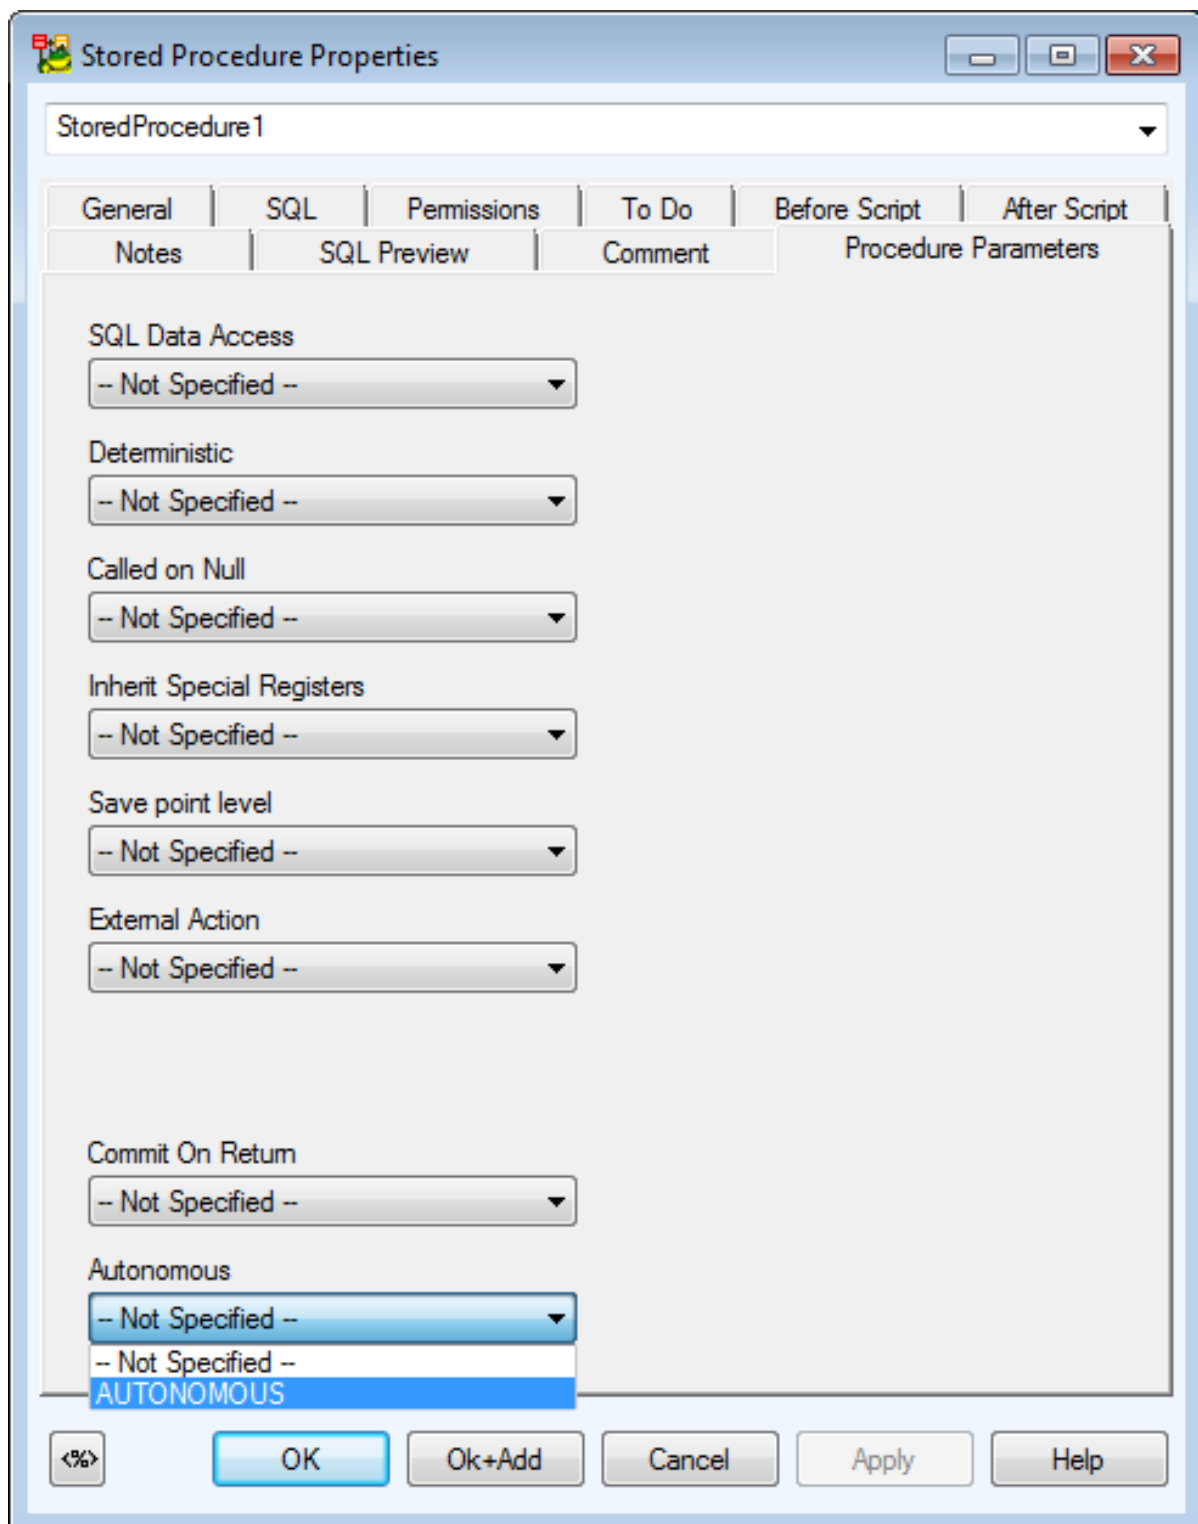 Stored Procedure Properties
StoredProcedure1
General SQL Permissions To Do Before Script After Script
Notes SQL Preview Comment Procedure Parameters
SQL Data Access
-- Not Specified --
Deterministic
-- Not Specified --
Called on Null
-- Not Specified --
Inherit Special Registers
-- Not Specified --
Save point level
-- Not Specified --
External Action
-- Not Specified --
Commit On Return
-- Not Specified --
Autonomous
-- Not Specified --
-- Not Specified --
AUTONOMOUS
<%> OK Ok+Add Cancel Apply Help